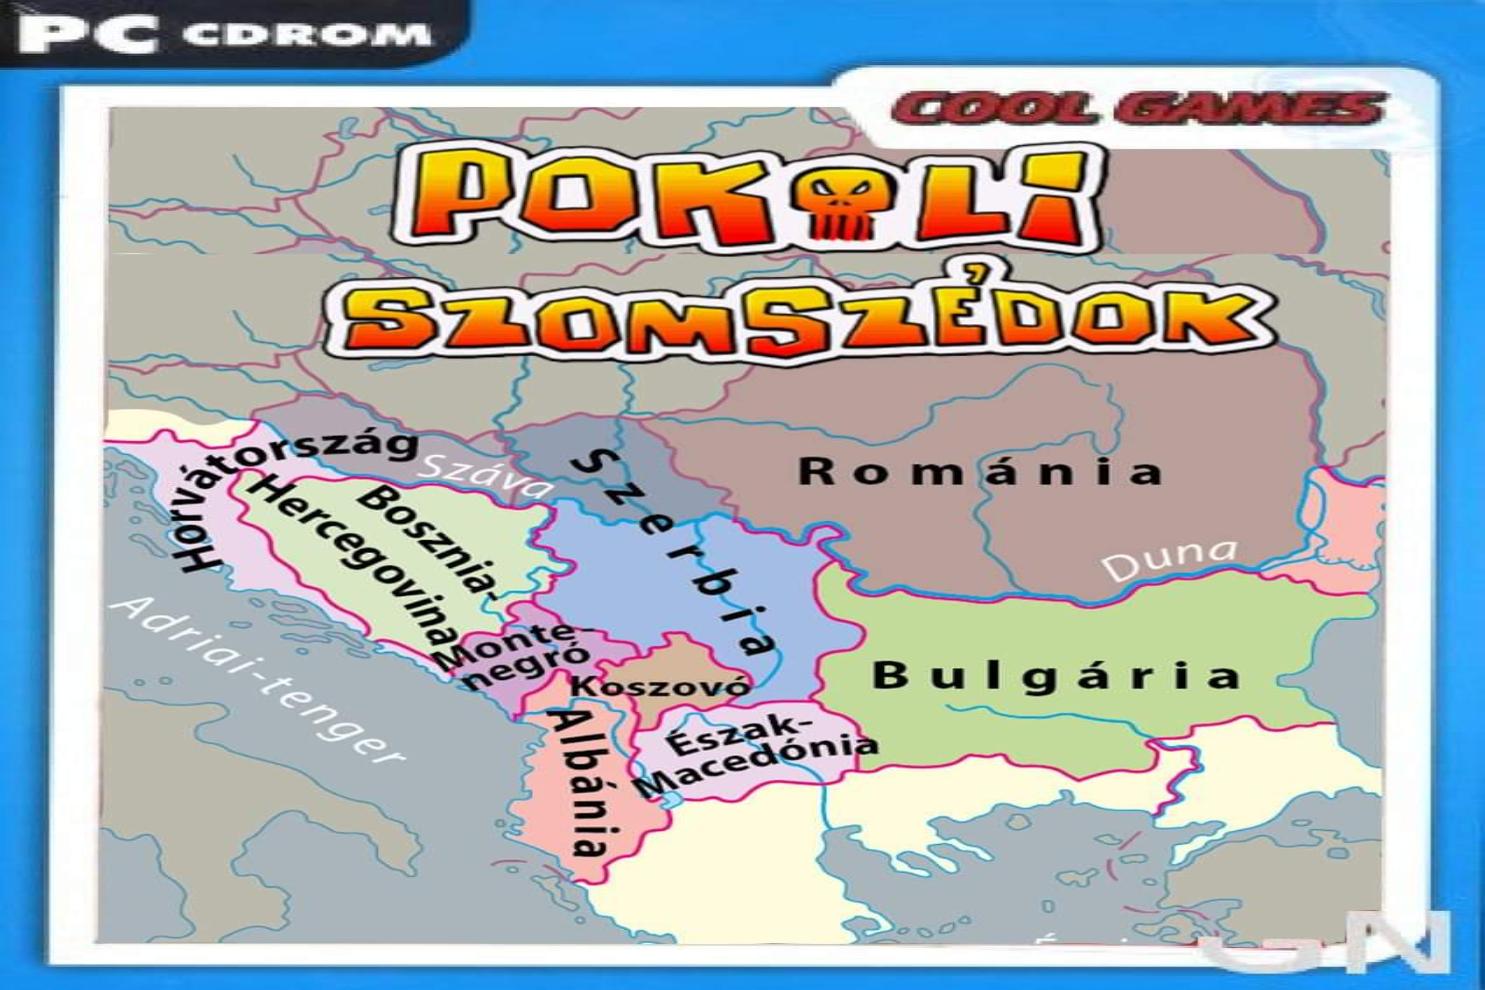 PC CDROM
COOL GAMES
POKOLI
SZOMSZÉDOK
Horvátország
Száva
Szerbia
Románia
Bosznia-
Hercegovina
Duna
Adriai-tenger
Monte-
negró
Koszovó
Bulgária
Albánia
Észak-
Macedónia
GN